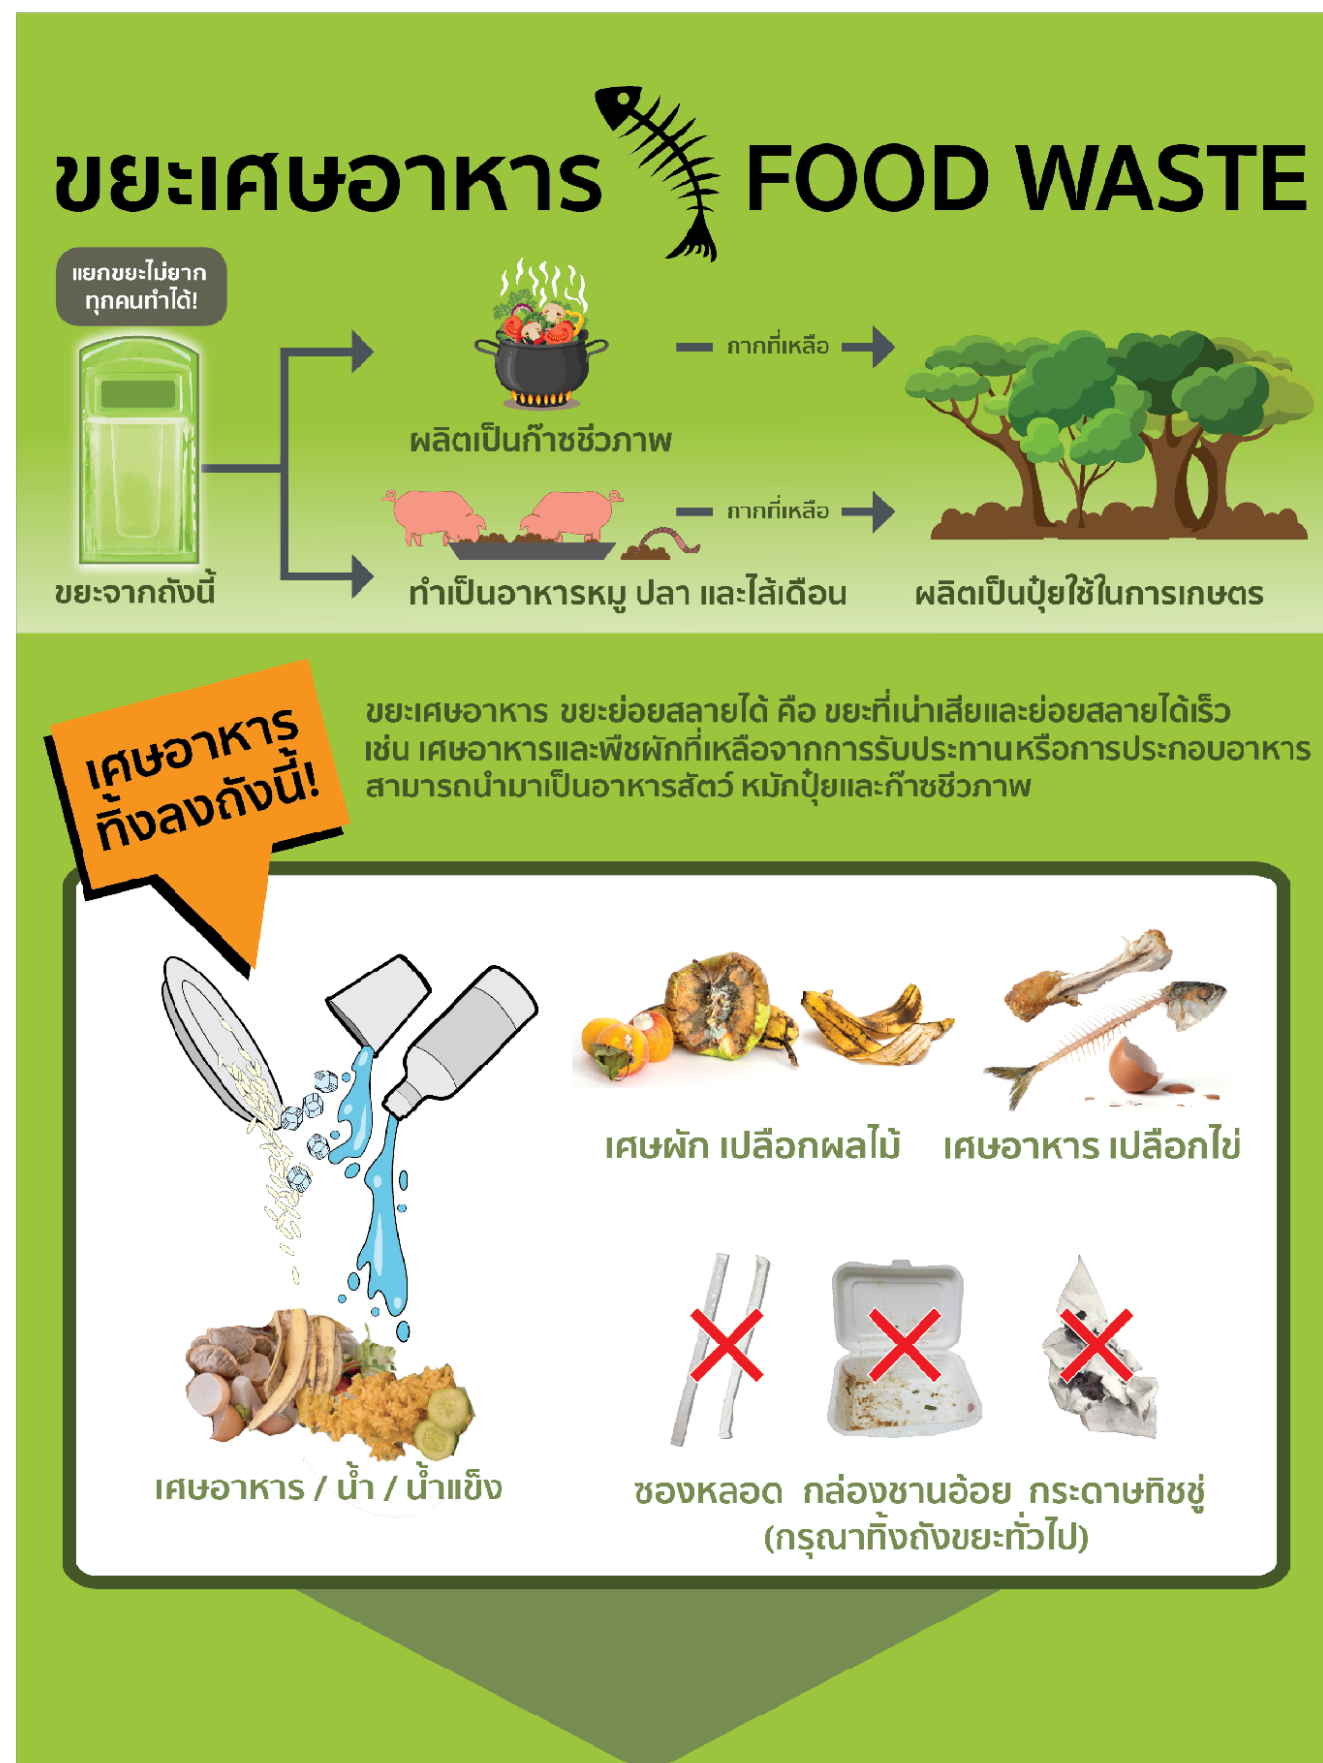 ขยะเศษอาหาร FOOD WASTE
แยกขยะไม่ยาก
ทุกคนทำได้!
ขยะจากถังนี้
ผลิตเป็นก๊าซชีวภาพ
กากที่เหลือ
ทำเป็นอาหารหมู ปลา และไส้เดือน
กากที่เหลือ
ผลิตเป็นปุ๋ยใช้ในการเกษตร
เศษอาหาร
ทิ้งลงถังนี้!
ขยะเศษอาหาร ขยะย่อยสลายได้ คือ ขยะที่เน่าเสียและย่อยสลายได้เร็ว
เช่น เศษอาหารและพืชผักที่เหลือจากการรับประทานหรือการประกอบอาหาร
สามารถนำมาเป็นอาหารสัตว์ หมักปุ๋ยและก๊าซชีวภาพ
เศษผัก เปลือกผลไม้
เศษอาหาร เปลือกไข่
เศษอาหาร / น้ำ / น้ำแข็ง
ซองหลอด กล่องชานอ้อย กระดาษทิชชู่
(กรุณาทิ้งถังขยะทั่วไป)